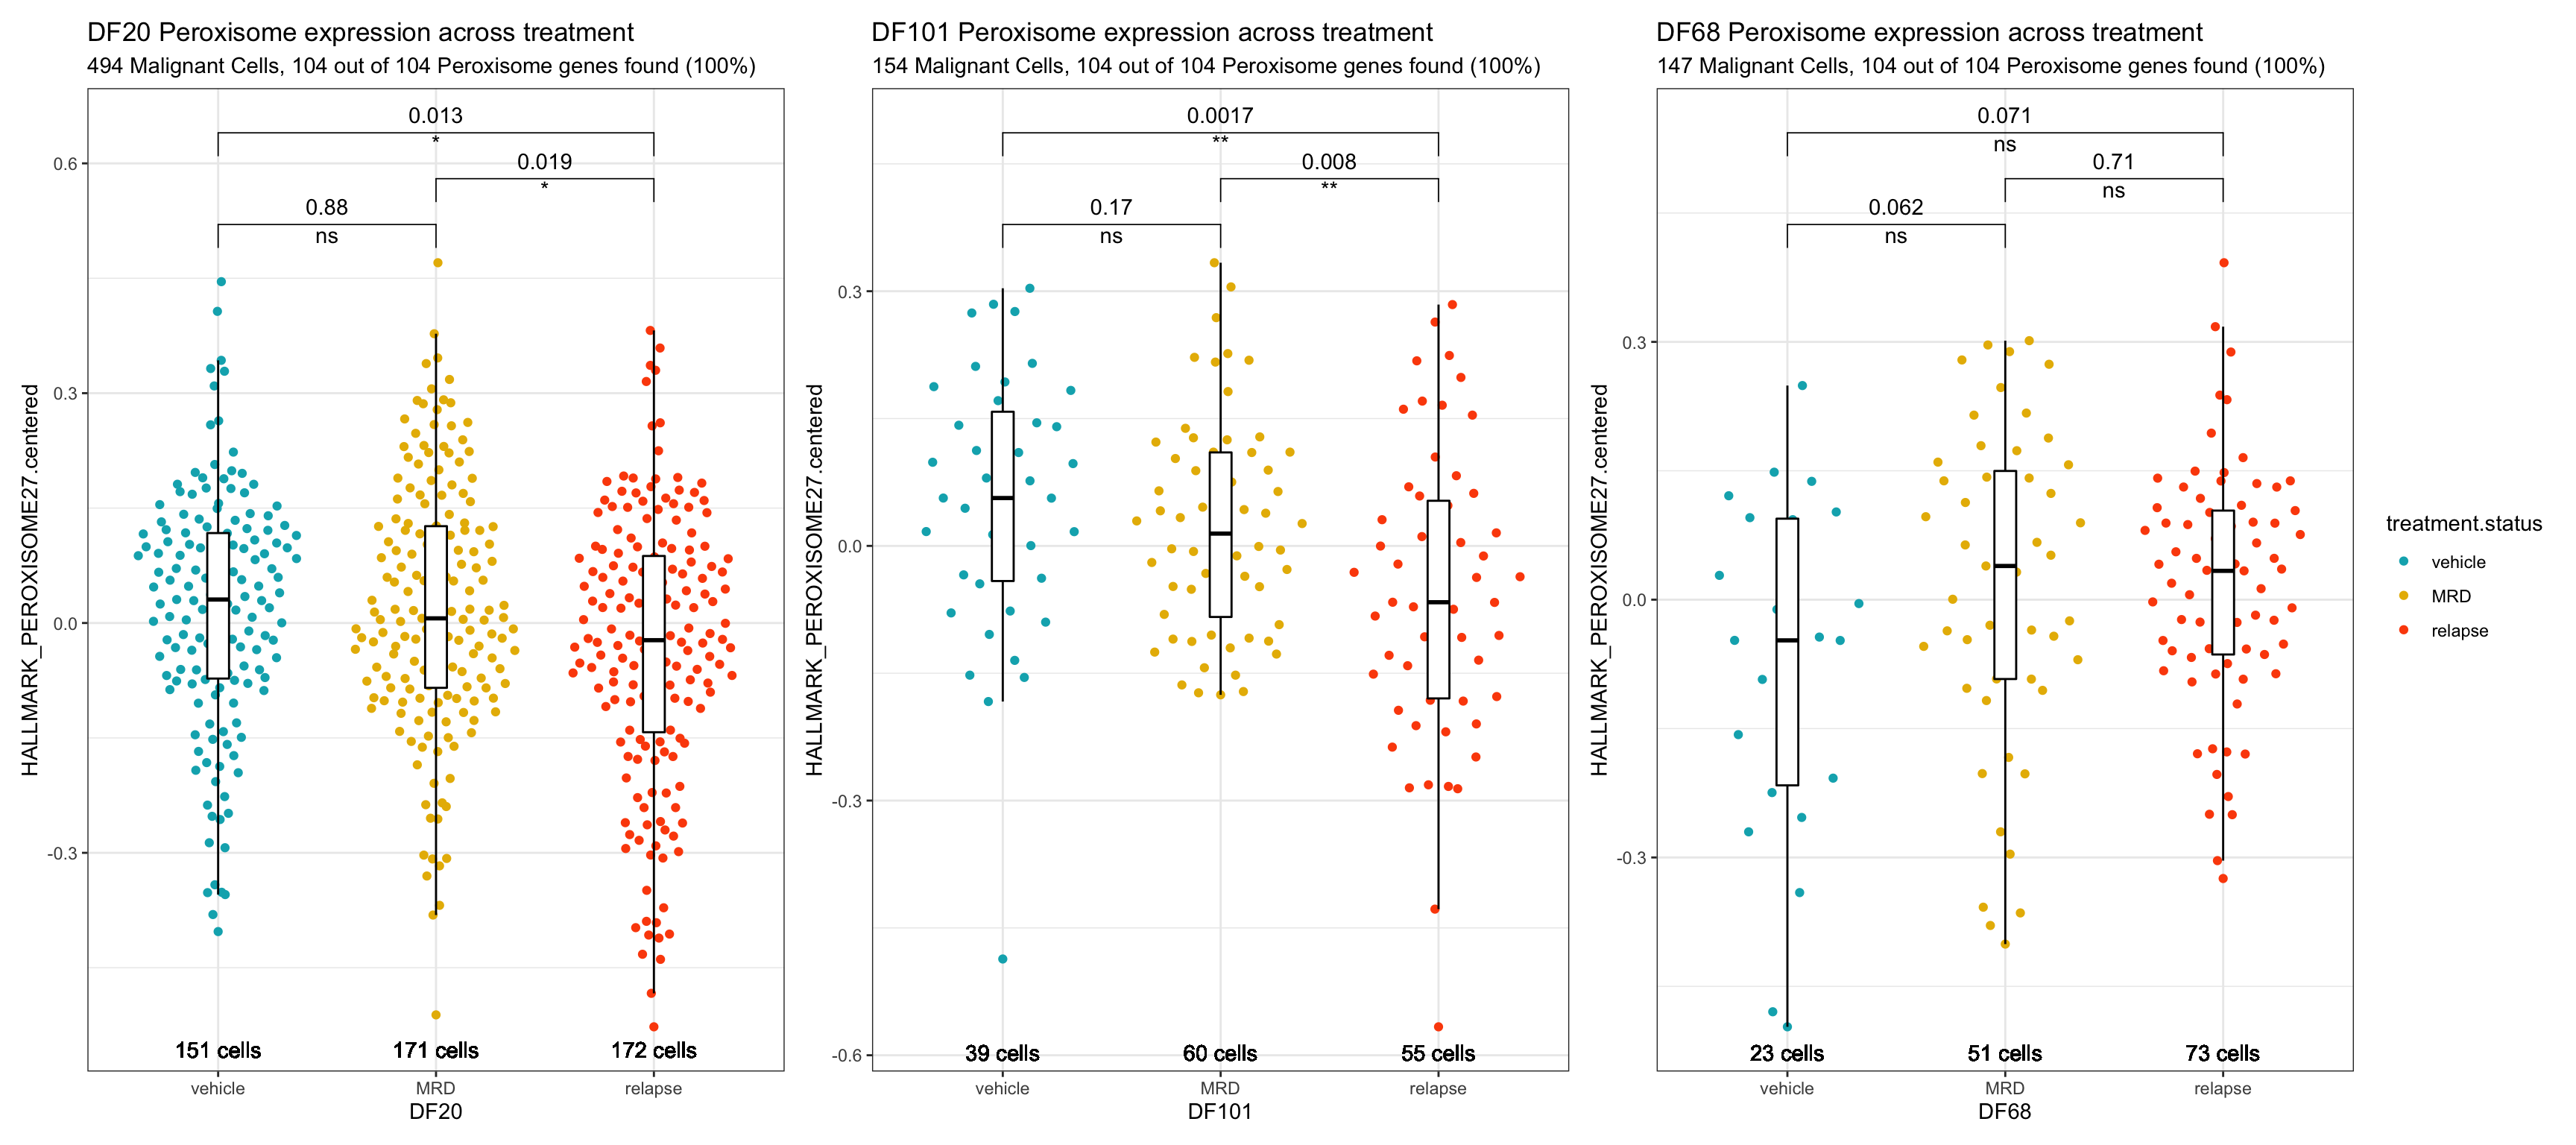 DF20 Peroxisome expression across treatment
494 Malignant Cells, 104 out of 104 Peroxisome genes found (100%)
HALLMARK_PEROXISOME27.centered
0.6
0.3
0.0
-0.3
0.013
*
0.019
*
0.88
ns
151 cells
171 cells
172 cells
vehicle
MRD
relapse
DF20
DF101 Peroxisome expression across treatment
154 Malignant Cells, 104 out of 104 Peroxisome genes found (100%)
HALLMARK_PEROXISOME27.centered
0.3
0.0
-0.3
-0.6
0.0017
**
0.008
**
0.17
ns
39 cells
60 cells
55 cells
vehicle
MRD
relapse
DF101
DF68 Peroxisome expression across treatment
147 Malignant Cells, 104 out of 104 Peroxisome genes found (100%)
HALLMARK_PEROXISOME27.centered
0.3
0.0
-0.3
0.071
ns
0.71
ns
0.062
ns
23 cells
51 cells
73 cells
vehicle
MRD
relapse
DF68
treatment.status
vehicle
MRD
relapse